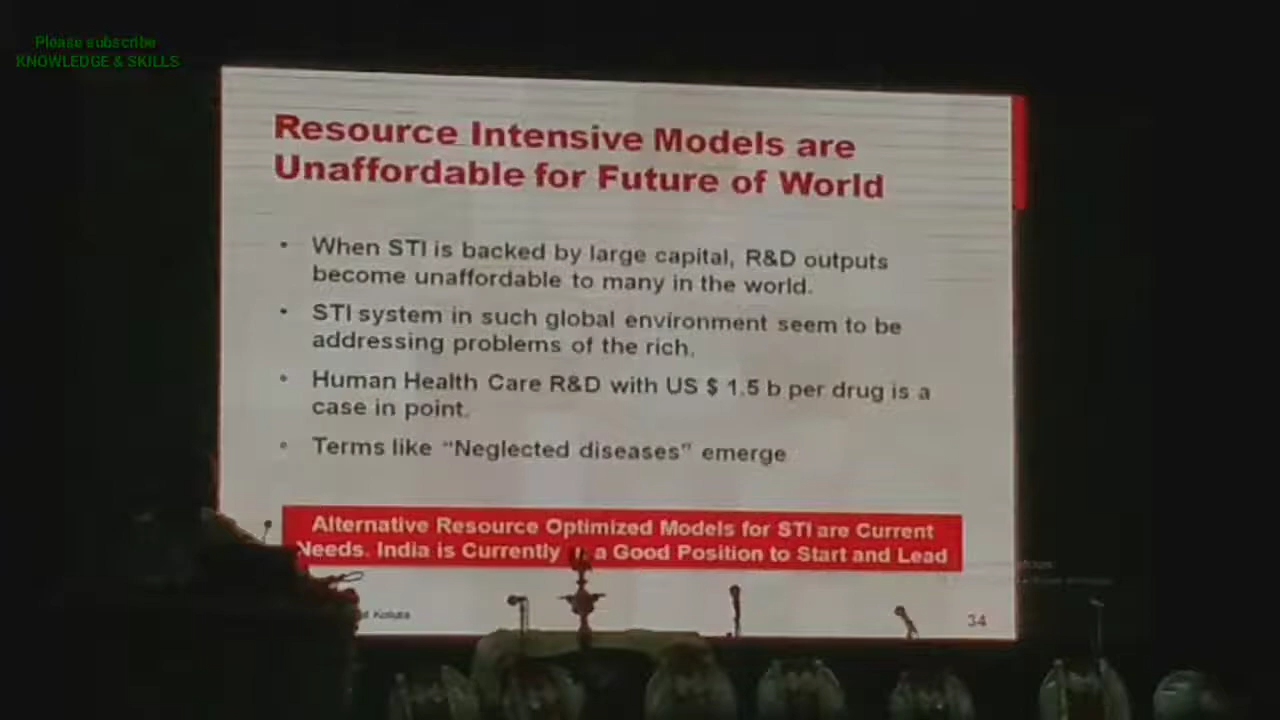 Please subscribe
KNOWLEDGE & SKILLS
Resource Intensive Models are
Unaffordable for Future of World
• When STI is backed by large capital, R&D outputs
become unaffordable to many in the world.
• STI system in such global environment seem to be
addressing problems of the rich.
• Human Health Care R&D with US $ 1.5 b per drug is a
case in point.
• Terms like “Neglected diseases” emerge
Alternative Resource Optimized Models for STI are Current
Needs. India is Currently a Good Position to Start and Lead
34